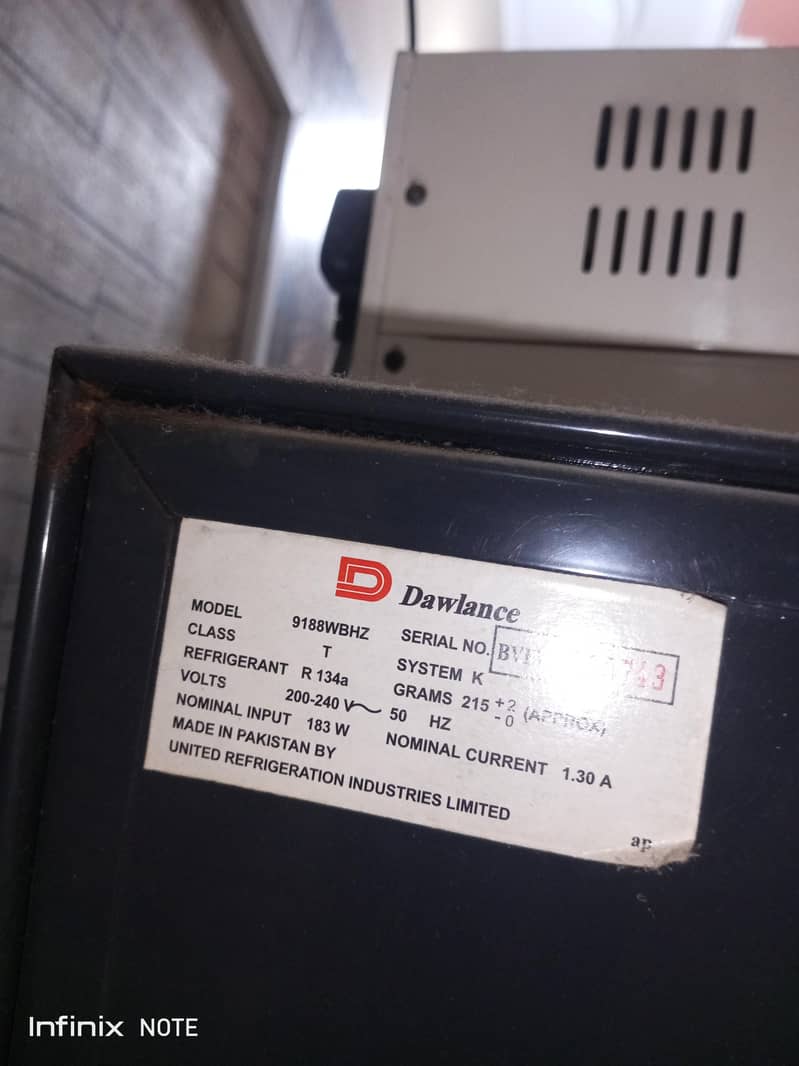 Dawlance
MODEL 9188WBHZ SERIAL NO.
CLASS T SYSTEM K
REFRIGERANT R 134a GRAMS 215 +2 -0 (APPROX)
VOLTS 200-240 V~ 50 HZ
NOMINAL INPUT 183 W NOMINAL CURRENT 1.30 A
MADE IN PAKISTAN BY
UNITED REFRIGERATION INDUSTRIES LIMITED
ap
Infinix NOTE